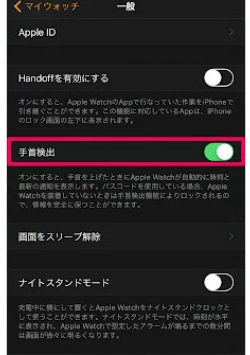 マイウォッチ 一般
Apple ID
Handoffを有効にする
オンにすると、Apple WatchのAppで行なっていた作業をiPhoneで
引き継ぐことができます。この機能に対応しているAppは、iPhone
のロック画面の左下に表示されます。
手首検出
オンにすると、手首を上げたときにApple Watchが自動的に時刻と
最新の通知を表示します。パスコードを使用している場合、Apple
Watchを装着していないときは手首検出機能によりロックされるの
で、情報を安全に保つことができます。
画面をスリープ解除
ナイトスタンドモード
充電中に横にして置くとApple Watchをナイトスタンドクロックと
して使うことができます。ナイトスタンドモードでは、時刻が水平
に表示され、Apple Watchで設定したアラームが鳴るまでの数分間
は画面が徐々に明るくなります。